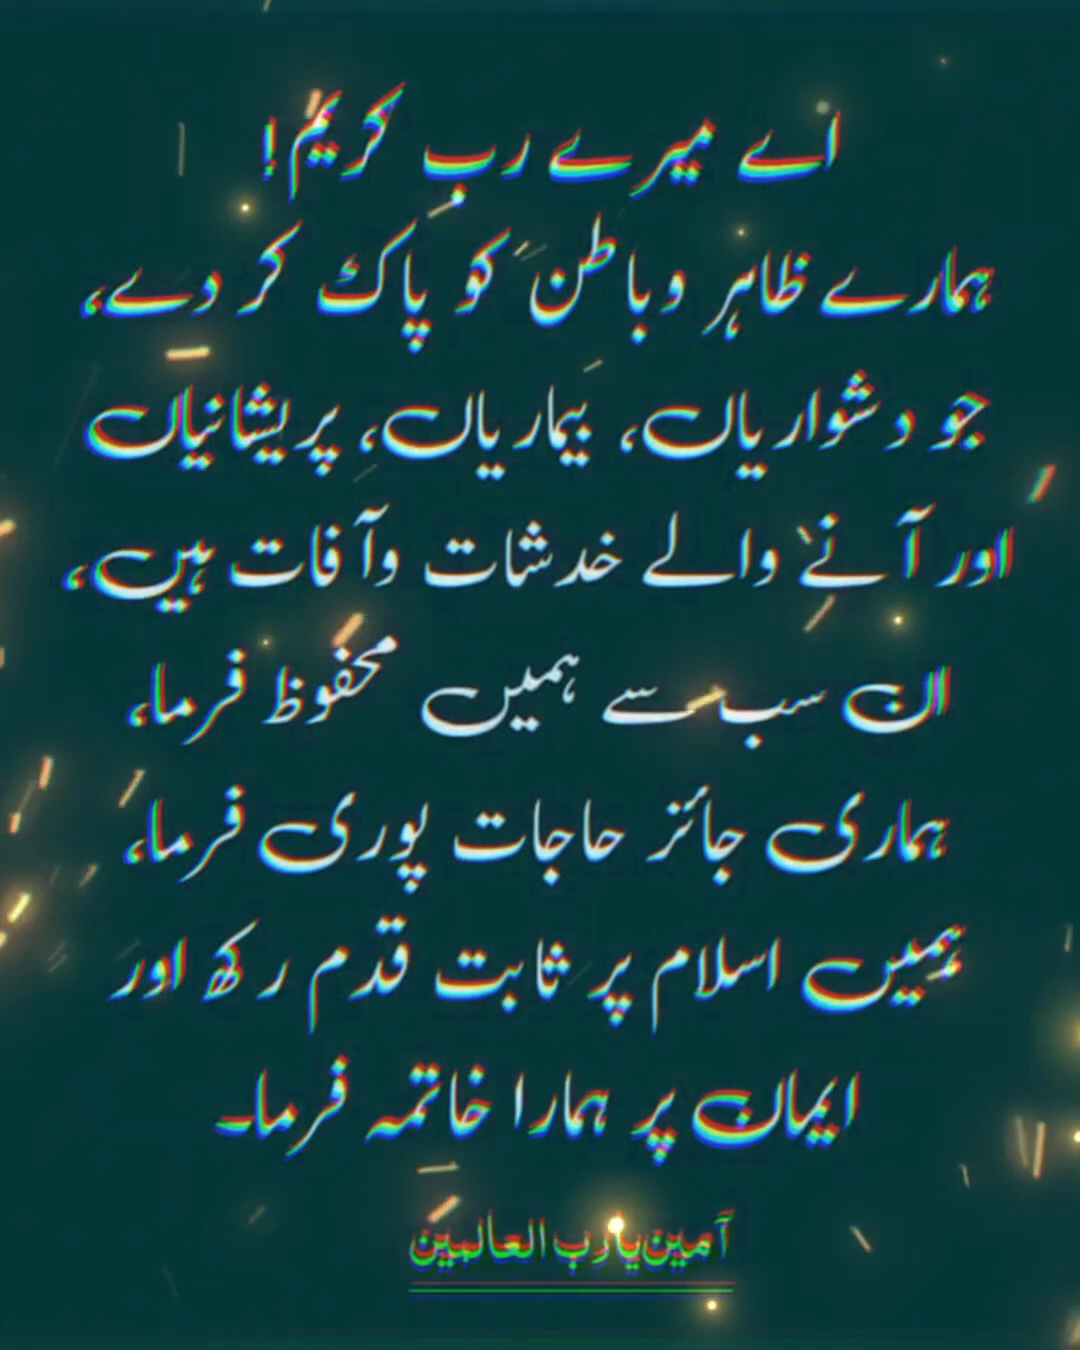 اے میرے رب کریم!
ہمارے ظاہر وباطن کو پاک کر دے،
جو دشواریاں، بیماریاں، پریشانیاں
اور آنے والے خدشات وآفات ہیں،
ان سب سے ہمیں محفوظ فرما،
ہماری جائز حاجات پوری فرما،
ہمیں اسلام پر ثابت قدم رکھ اور
ایمان پر ہمارا خاتمہ فرما۔
آمین یا رب العالمین